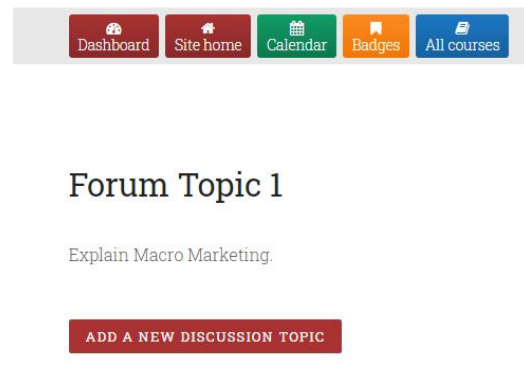 Dashboard
Site home
Calendar
Badges
All courses
Forum Topic 1
Explain Macro Marketing.
ADD A NEW DISCUSSION TOPIC